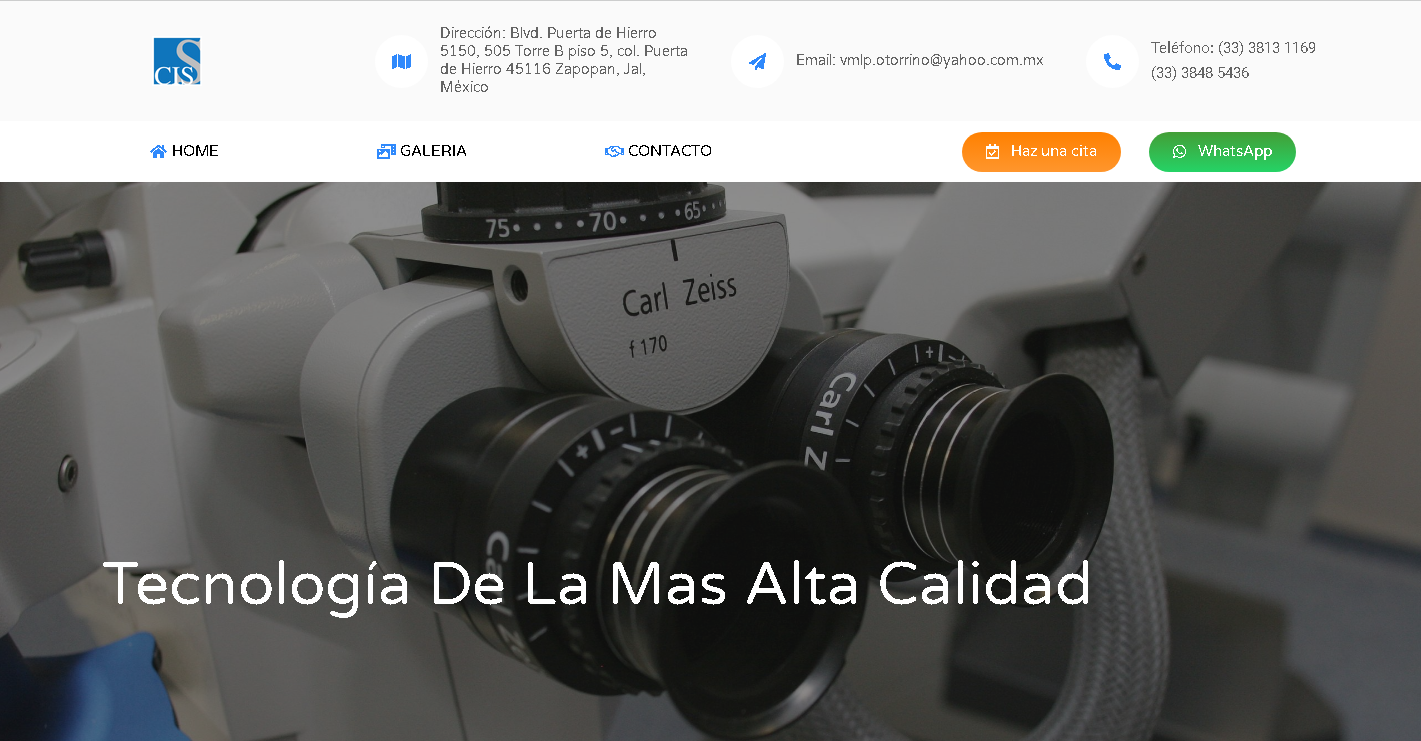 CIS
Dirección: Blvd. Puerta de Hierro
5150, 505 Torre B piso 5, col. Puerta
de Hierro 45116 Zapopan, Jal,
México
Email: vmlp.otorrino@yahoo.com.mx
Teléfono: (33) 3813 1169
(33) 3848 5436
HOME
GALERIA
CONTACTO
Haz una cita
WhatsApp
75 70 65
Carl Zeiss
f 170
Carl Z
Tecnología De La Mas Alta Calidad